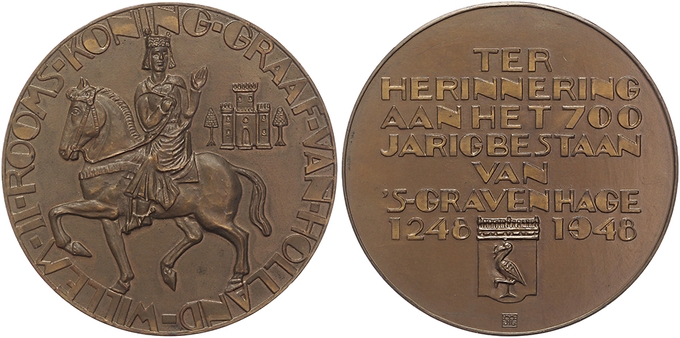 WILLEM·II·ROOMS·KONING·GRAAF·VAN·HOLLAND
TER
HERINNERING
AAN HET 700
JARIG BESTAAN
VAN
'S-GRAVENHAGE
1248 1948